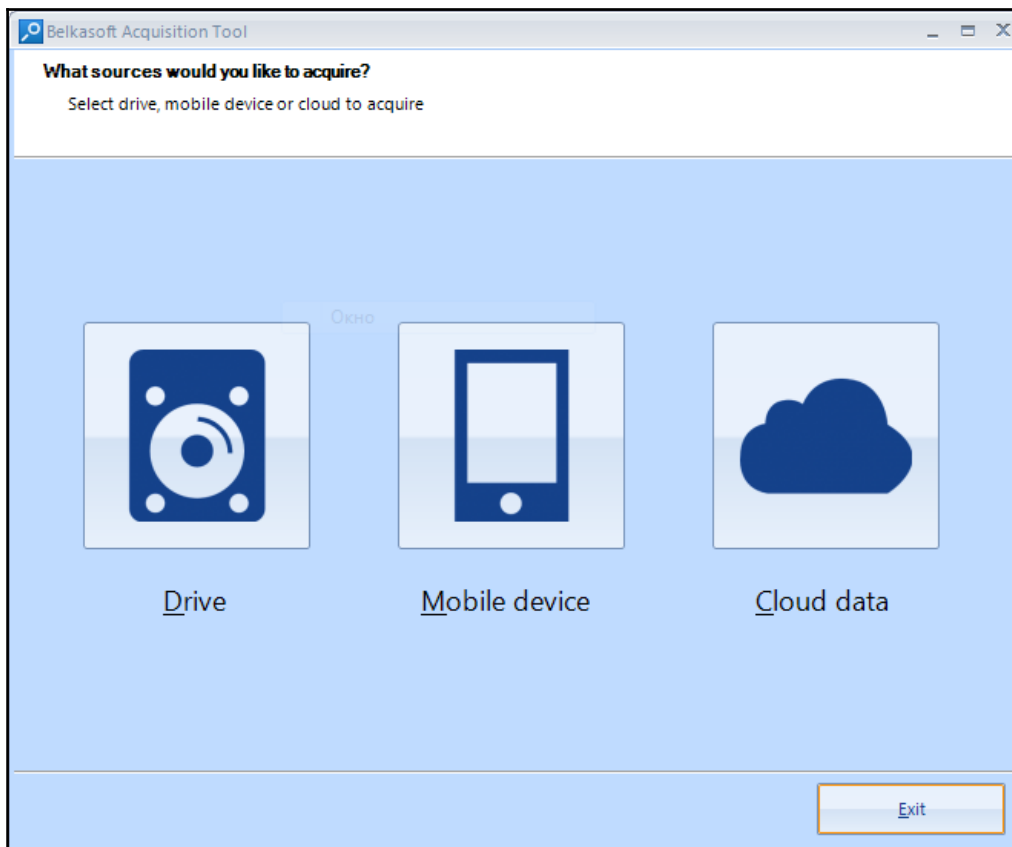 Belkasoft Acquisition Tool
What sources would you like to acquire?
Select drive, mobile device or cloud to acquire
Окно
Drive
Mobile device
Cloud data
Exit